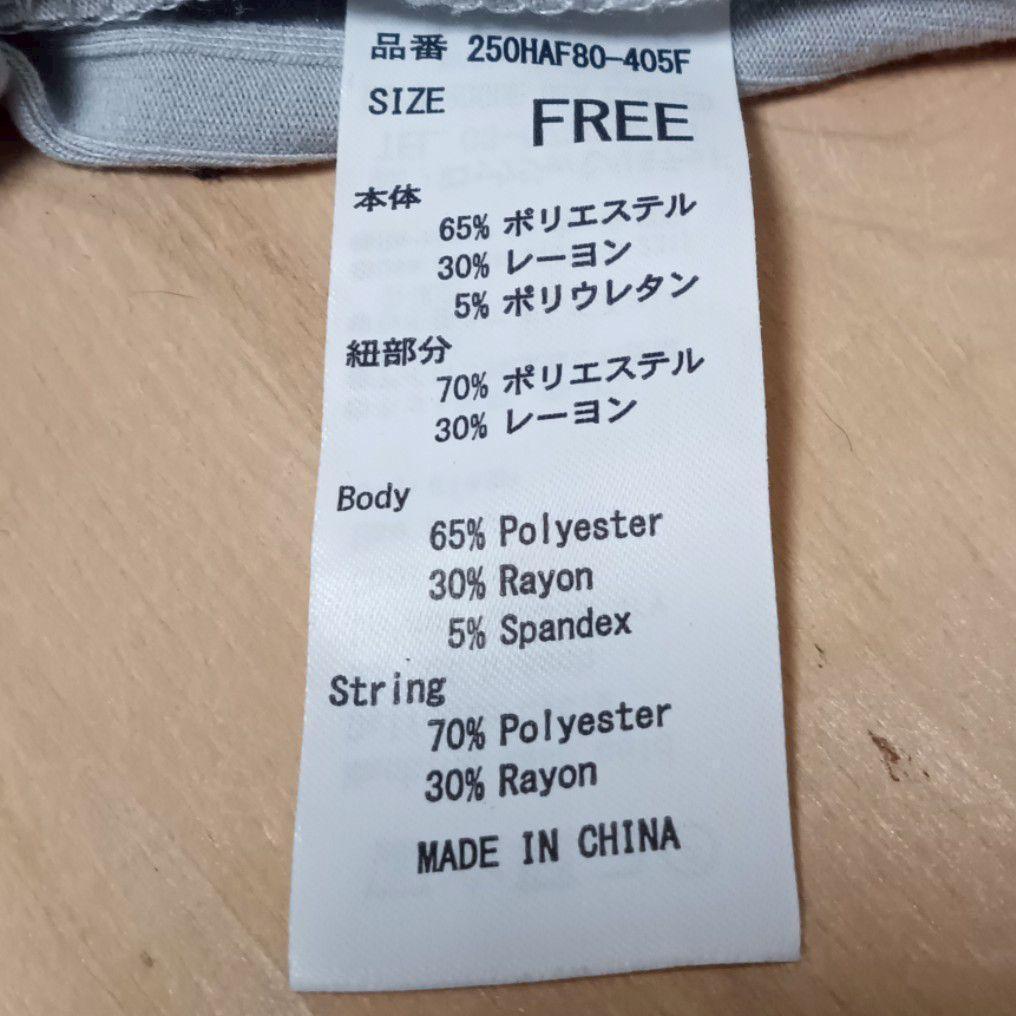 品番 250HAF80-405F
SIZE FREE
本体
65% ポリエステル
30% レーヨン
5% ポリウレタン
紐部分
70% ポリエステル
30% レーヨン
Body
65% Polyester
30% Rayon
5% Spandex
String
70% Polyester
30% Rayon
MADE IN CHINA